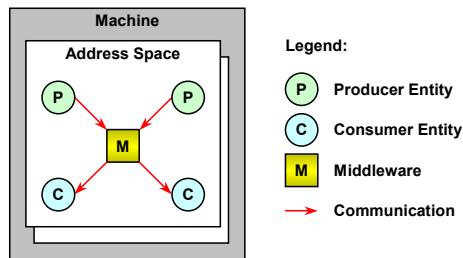 Machine
Address Space
P P
M
C C
Legend:
P Producer Entity
C Consumer Entity
M Middleware
Communication